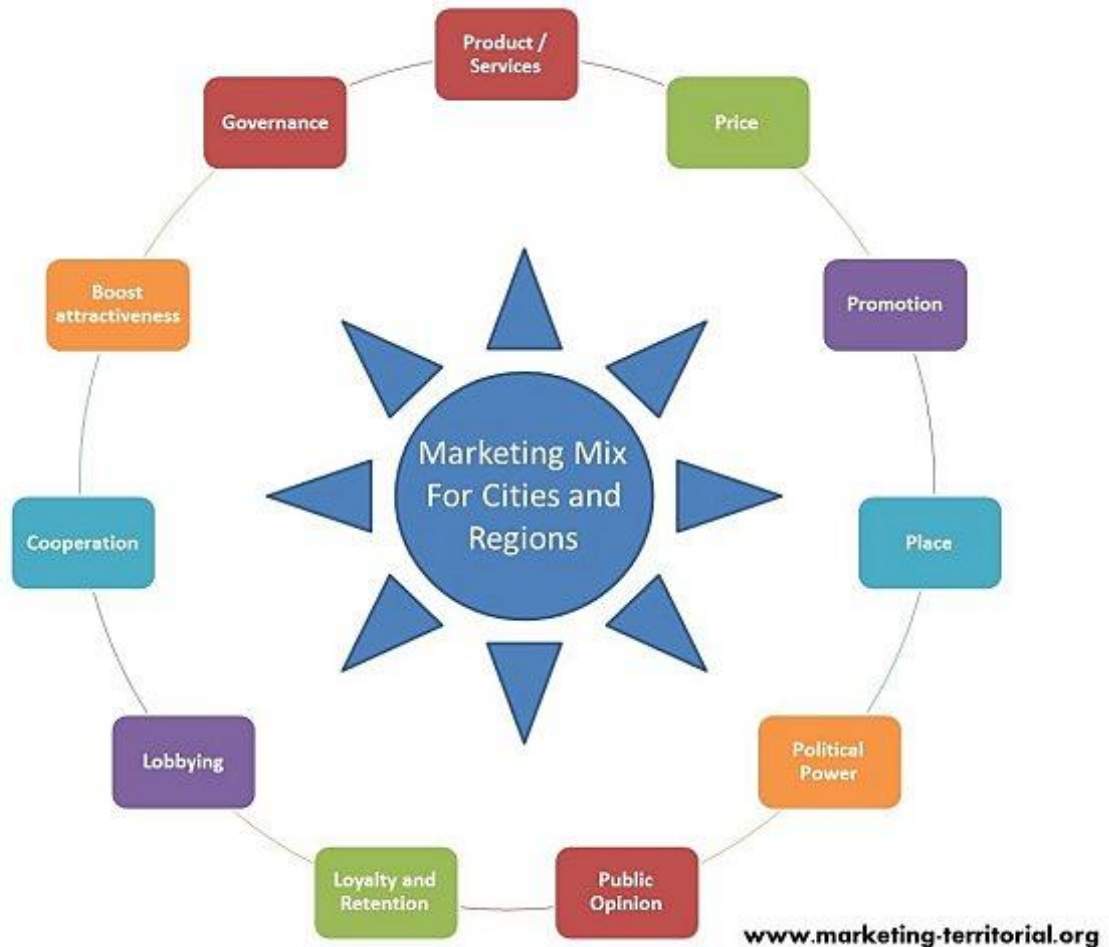 Product /
Services
Price
Promotion
Place
Political
Power
Public
Opinion
Loyalty and
Retention
Lobbying
Cooperation
Boost
attractiveness
Governance
Marketing Mix
For Cities and
Regions
www.marketing-territorial.org